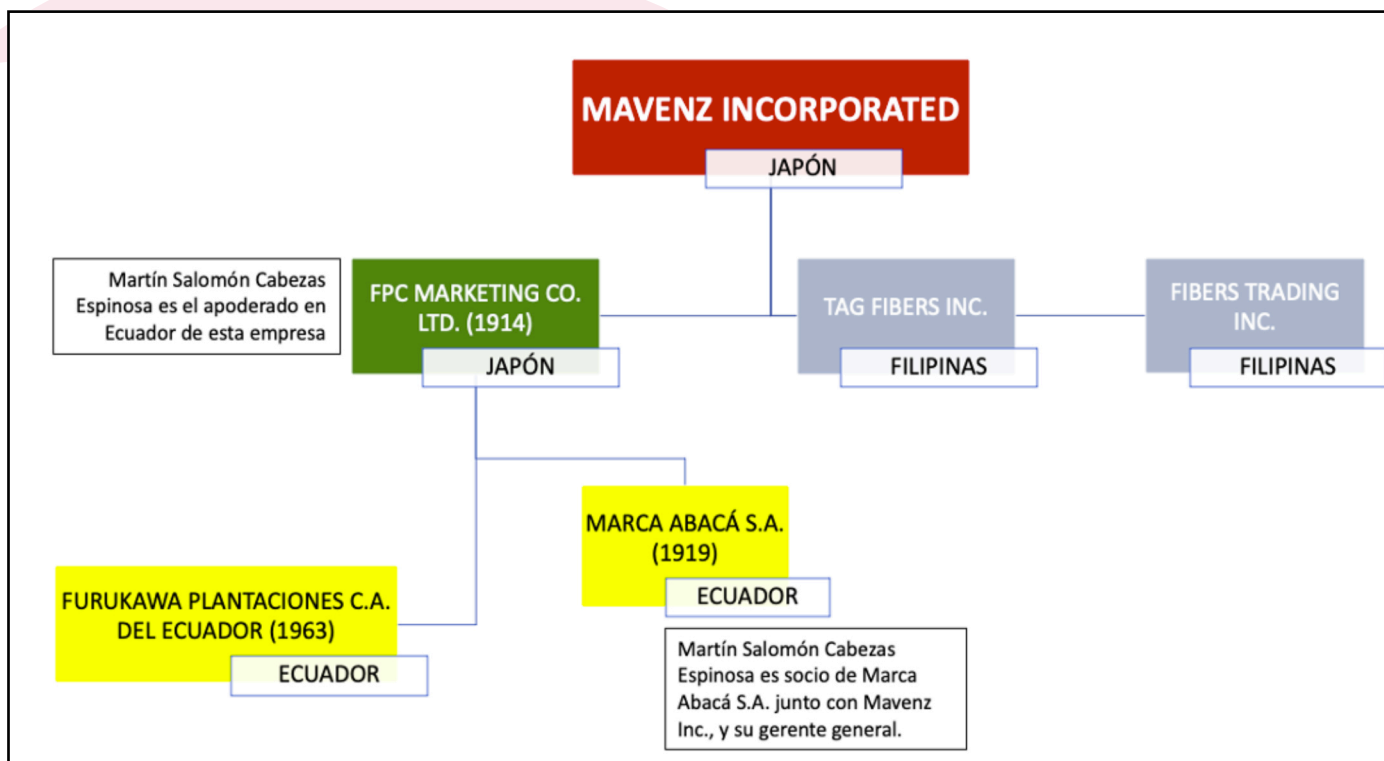 MAVENZ INCORPORATED
JAPÓN
Martín Salomón Cabezas
Espinosa es el apoderado en
Ecuador de esta empresa
FPC MARKETING CO.
LTD. (1914)
JAPÓN
TAG FIBERS INC.
FILIPINAS
FIBERS TRADING
INC.
FILIPINAS
MARCA ABACÁ S.A.
(1919)
ECUADOR
FURUKAWA PLANTACIONES C.A.
DEL ECUADOR (1963)
ECUADOR
Martín Salomón Cabezas
Espinosa es socio de Marca
Abacá S.A. junto con Mavenz
Inc., y su gerente general.